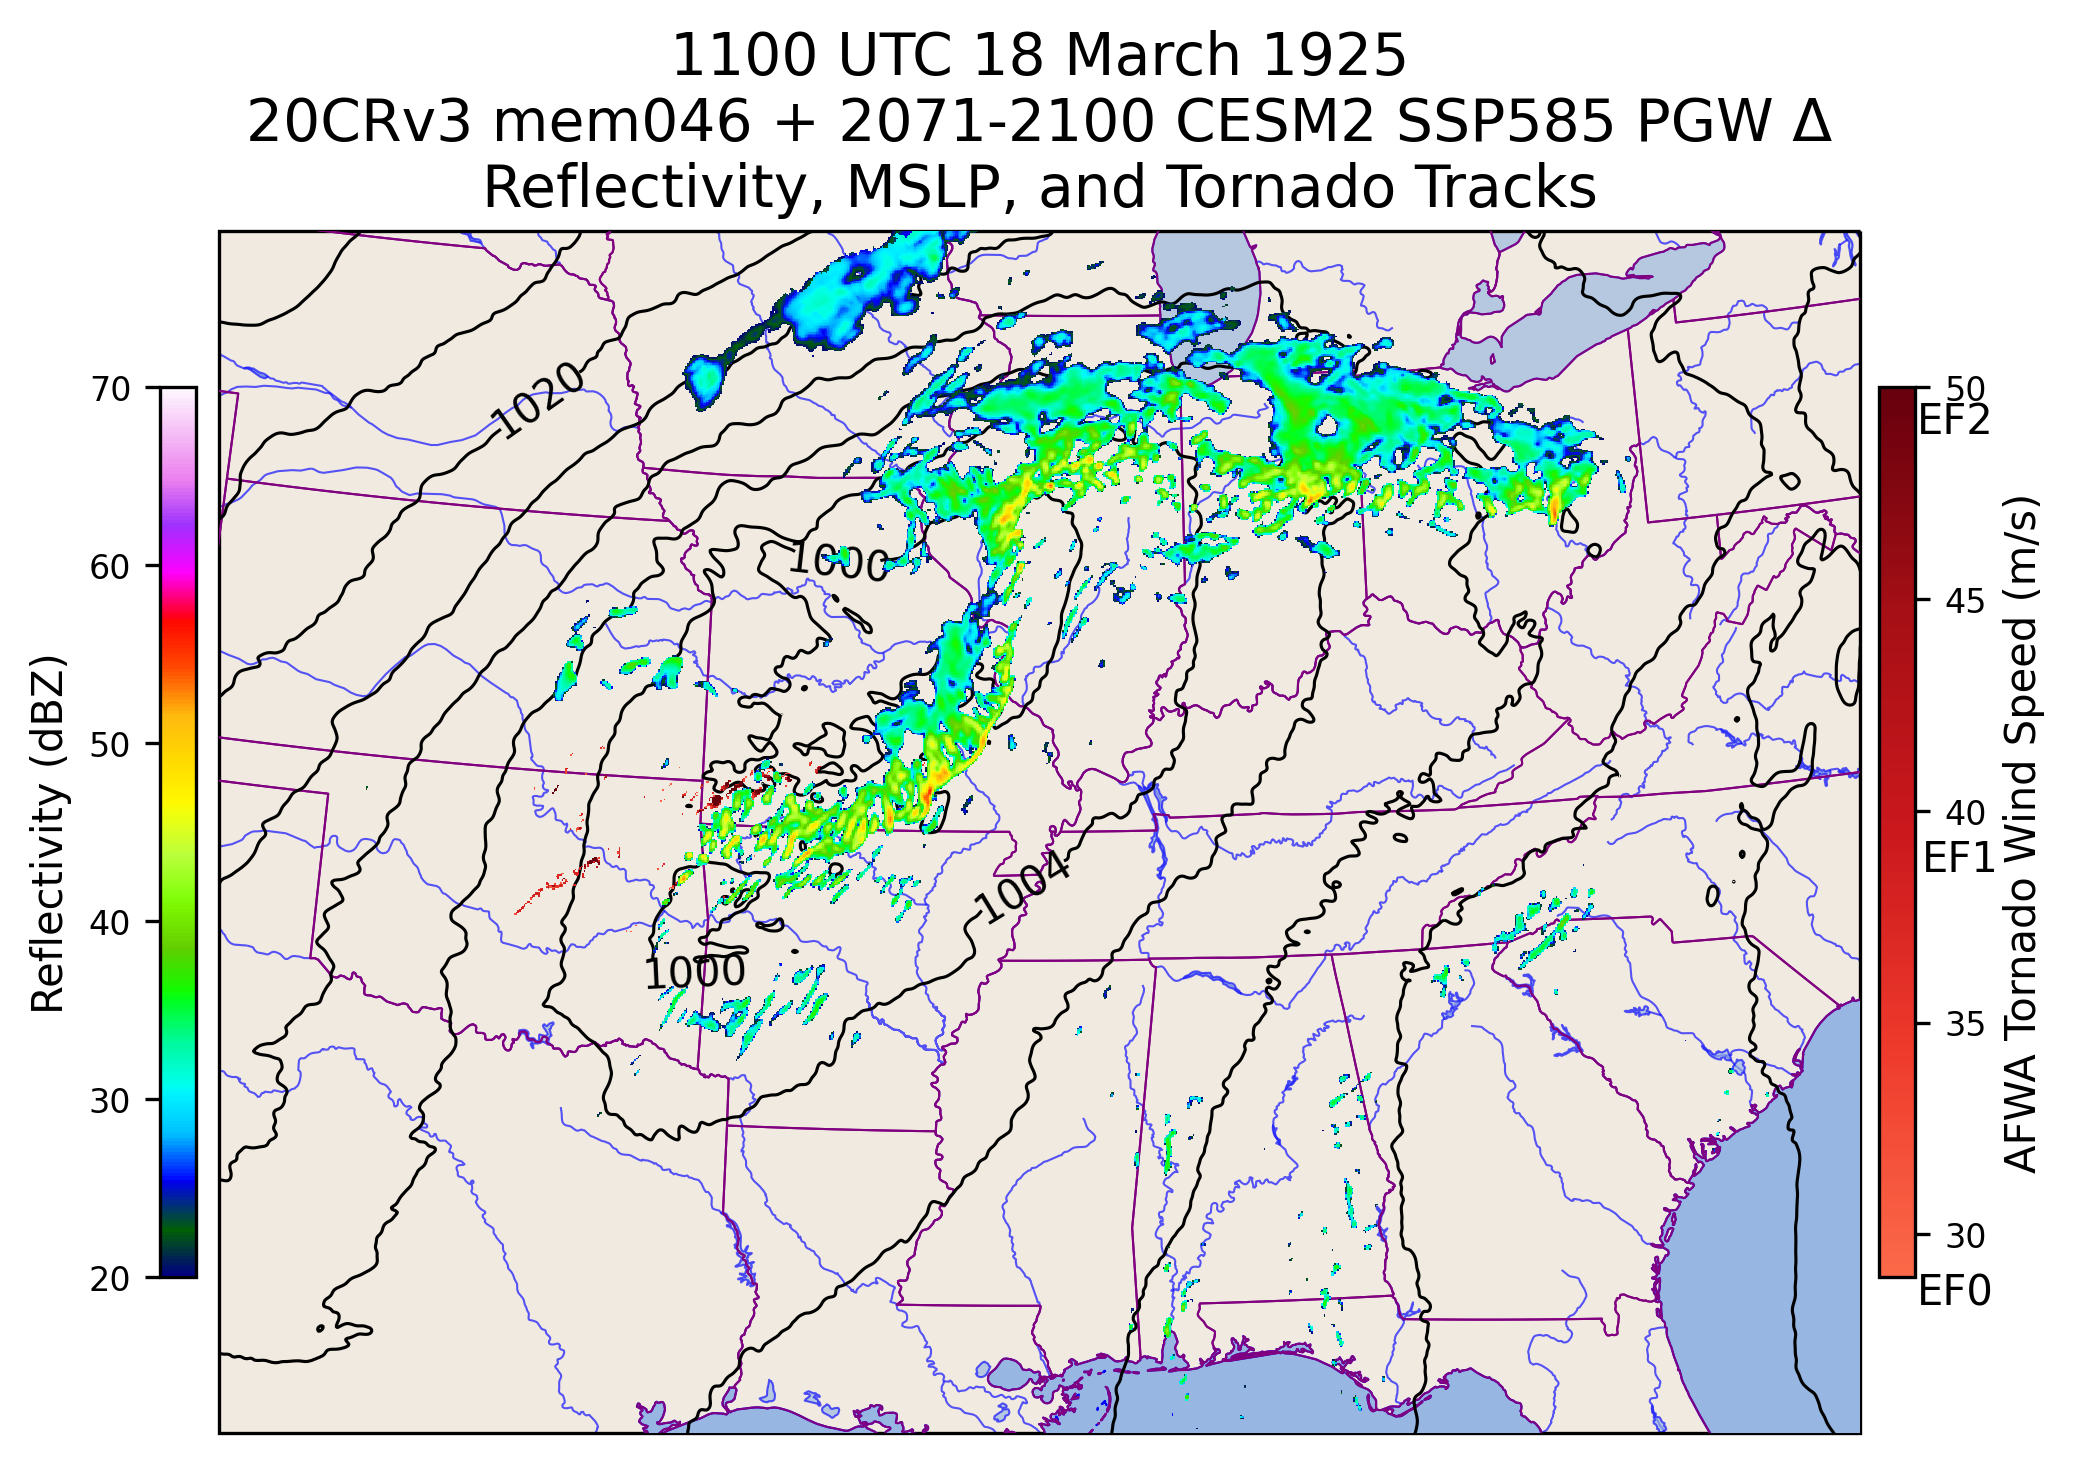 1100 UTC 18 March 1925
20CRv3 mem046 + 2071-2100 CESM2 SSP585 PGW Δ
Reflectivity, MSLP, and Tornado Tracks
70
60
50
40
30
20
Reflectivity (dBZ)
1020
1000
1004
1000
50
EF2
45
40
EF1
35
30
EF0
AFWA Tornado Wind Speed (m/s)